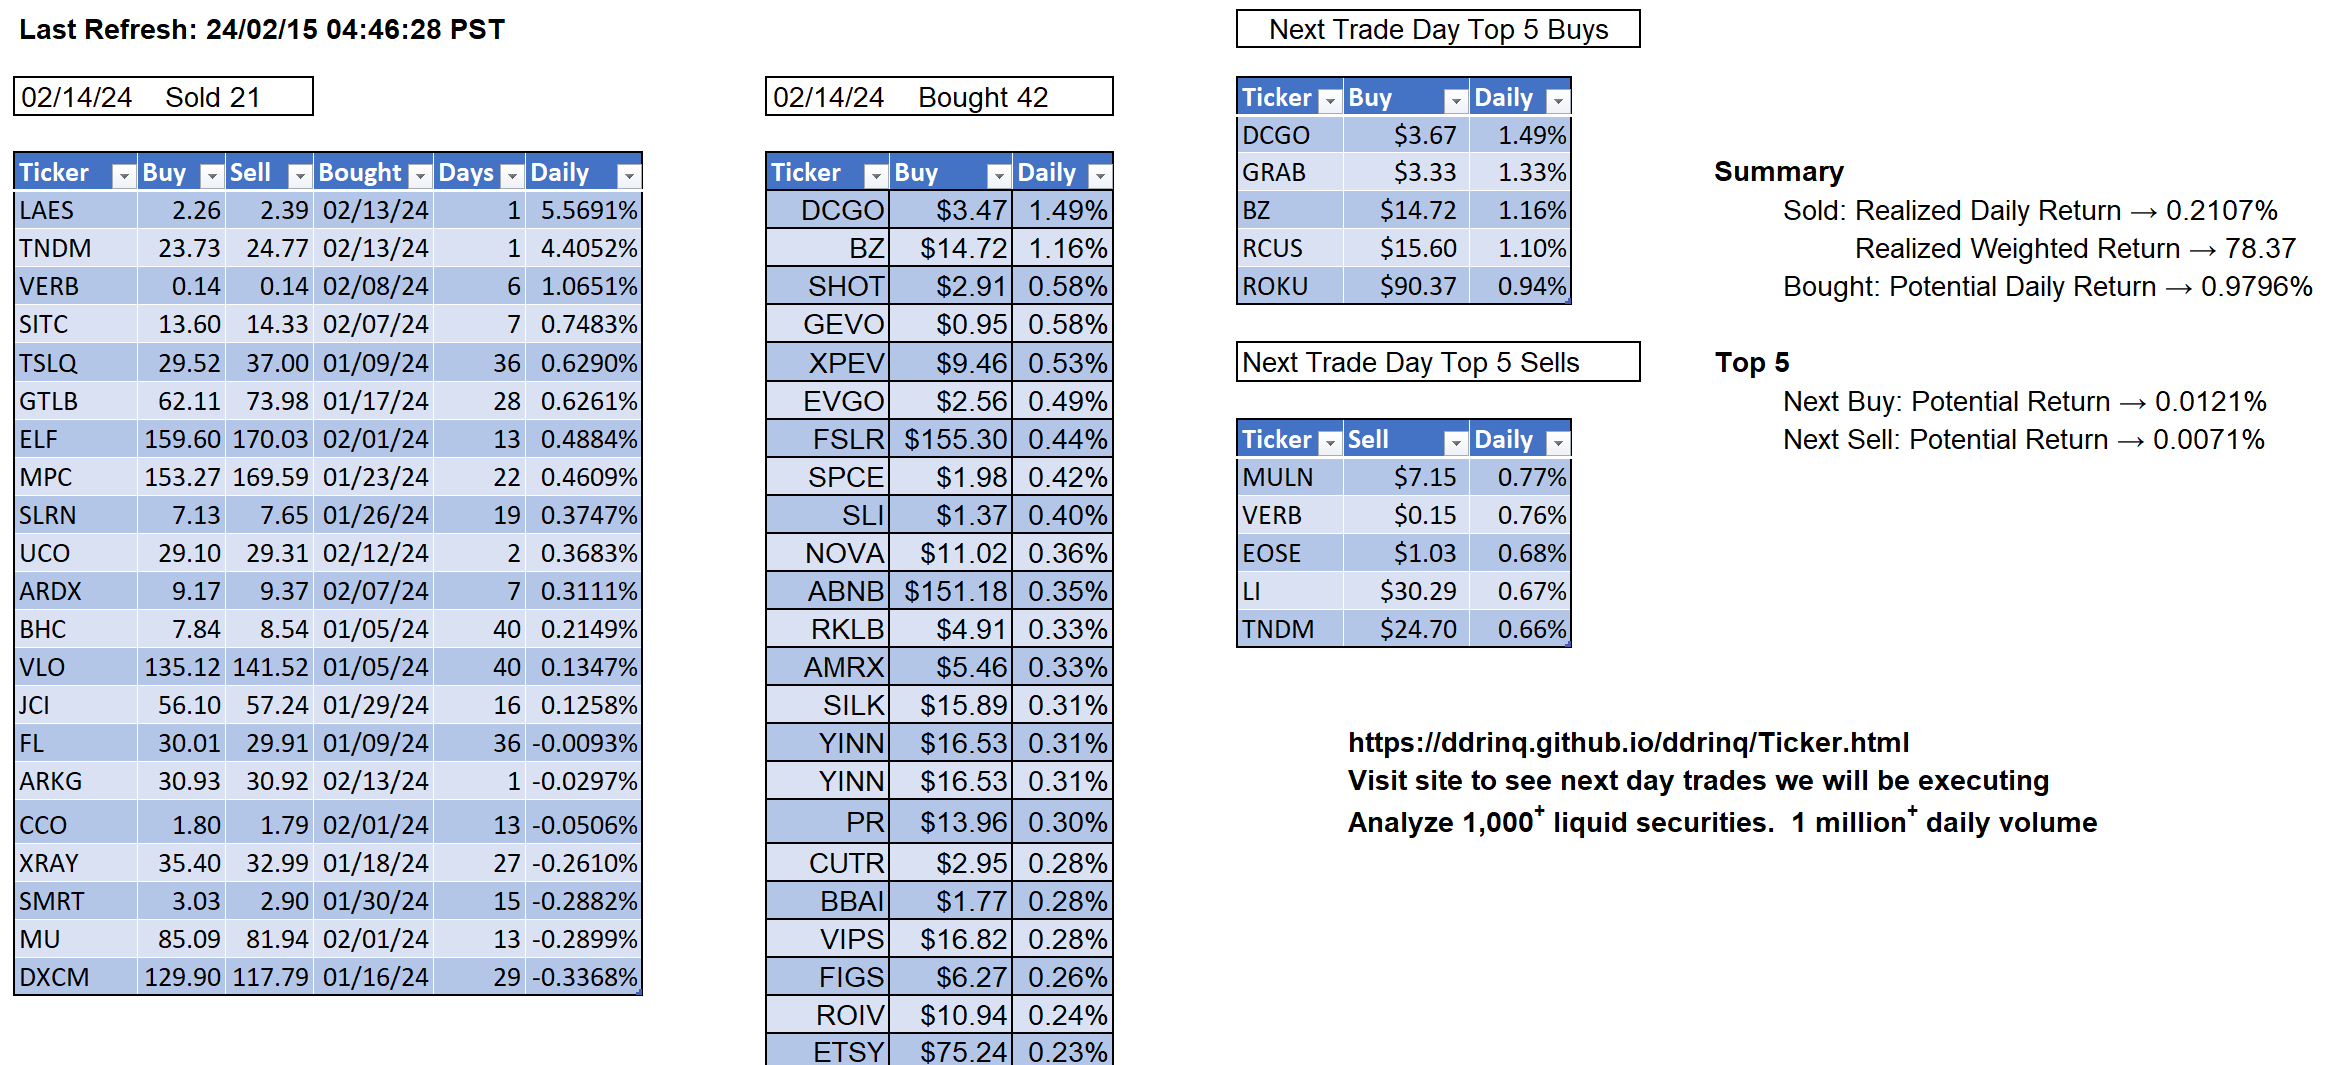 Last Refresh: 24/02/15 04:46:28 PST
02/14/24 Sold 21
Ticker Buy Sell Bought Days Daily
LAES 2.26 2.39 02/13/24 1 5.5691%
TNDM 23.73 24.77 02/13/24 1 4.4052%
VERB 0.14 0.14 02/08/24 6 1.0651%
SITC 13.60 14.33 02/07/24 7 0.7483%
TSLQ 29.52 37.00 01/09/24 36 0.6290%
GTLB 62.11 73.98 01/17/24 28 0.6261%
ELF 159.60 170.03 02/01/24 13 0.4884%
MPC 153.27 169.59 01/23/24 22 0.4609%
SLRN 7.13 7.65 01/26/24 19 0.3747%
UCO 29.10 29.31 02/12/24 2 0.3683%
ARDX 9.17 9.37 02/07/24 7 0.3111%
BHC 7.84 8.54 01/05/24 40 0.2149%
VLO 135.12 141.52 01/05/24 40 0.1347%
JCI 56.10 57.24 01/29/24 16 0.1258%
FL 30.01 29.91 01/09/24 36 -0.0093%
ARKG 30.93 30.92 02/13/24 1 -0.0297%
CCO 1.80 1.79 02/01/24 13 -0.0506%
XRAY 35.40 32.99 01/18/24 27 -0.2610%
SMRT 3.03 2.90 01/30/24 15 -0.2882%
MU 85.09 81.94 02/01/24 13 -0.2899%
DXCM 129.90 117.79 01/16/24 29 -0.3368%
02/14/24 Bought 42
Ticker Buy Daily
DCGO $3.47 1.49%
BZ $14.72 1.16%
SHOT $2.91 0.58%
GEVO $0.95 0.58%
XPEV $9.46 0.53%
EVGO $2.56 0.49%
FSLR $155.30 0.44%
SPCE $1.98 0.42%
SLI $1.37 0.40%
NOVA $11.02 0.36%
ABNB $151.18 0.35%
RKLB $4.91 0.33%
AMRX $5.46 0.33%
SILK $15.89 0.31%
YINN $16.53 0.31%
YINN $16.53 0.31%
PR $13.96 0.30%
CUTR $2.95 0.28%
BBAI $1.77 0.28%
VIPS $16.82 0.28%
FIGS $6.27 0.26%
ROIV $10.94 0.24%
ETSY $75.24 0.23%
Next Trade Day Top 5 Buys
Ticker Buy Daily
DCGO $3.67 1.49%
GRAB $3.33 1.33%
BZ $14.72 1.16%
RCUS $15.60 1.10%
ROKU $90.37 0.94%
Next Trade Day Top 5 Sells
Ticker Sell Daily
MULN $7.15 0.77%
VERB $0.15 0.76%
EOSE $1.03 0.68%
LI $30.29 0.67%
TNDM $24.70 0.66%
Summary
Sold: Realized Daily Return → 0.2107%
Realized Weighted Return → 78.37
Bought: Potential Daily Return → 0.9796%
Top 5
Next Buy: Potential Return → 0.0121%
Next Sell: Potential Return → 0.0071%
https://ddrinq.github.io/ddrinq/Ticker.html
Visit site to see next day trades we will be executing
Analyze 1,000+ liquid securities. 1 million+ daily volume